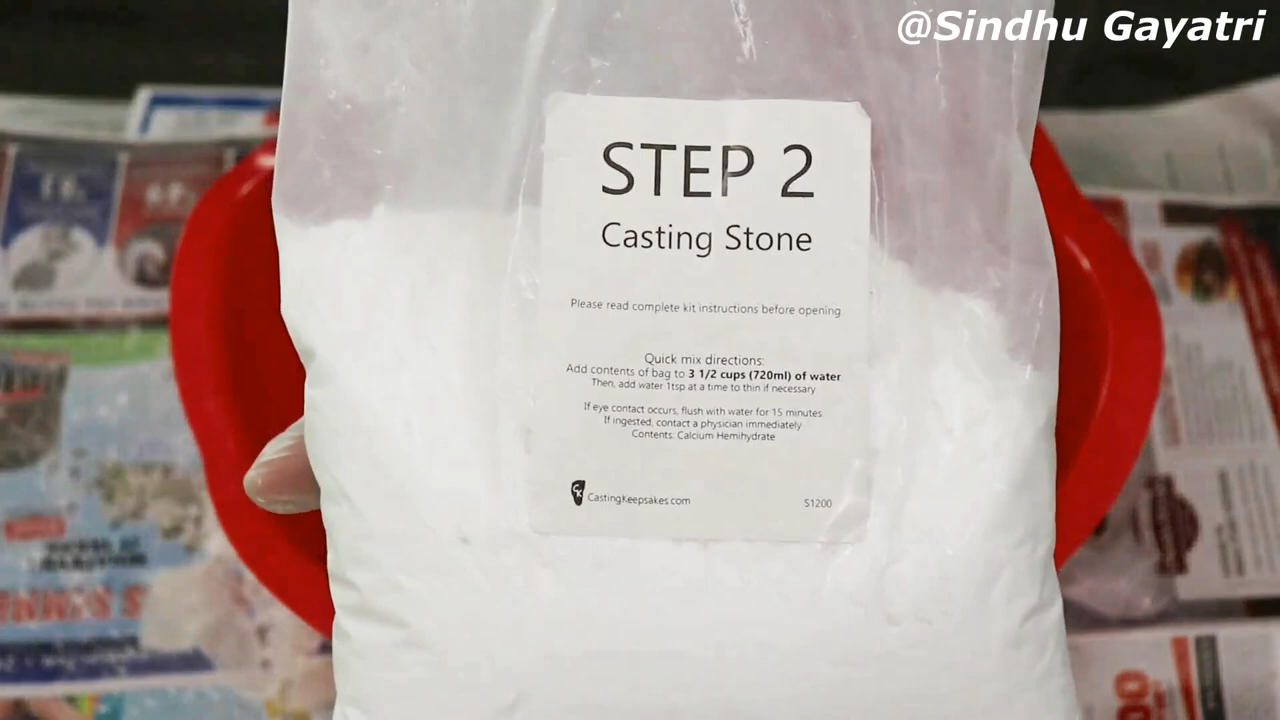 @Sindhu Gayatri
STEP 2
Casting Stone
Please read complete kit instructions before opening
Quick mix directions:
Add contents of bag to 3 1/2 cups (720ml) of water
Then, add water 1tsp at a time to thin if necessary
If eye contact occurs, flush with water for 15 minutes
If ingested, contact a physician immediately
Contents: Calcium Hemihydrate
CK CastingKeepsakes.com
S1200